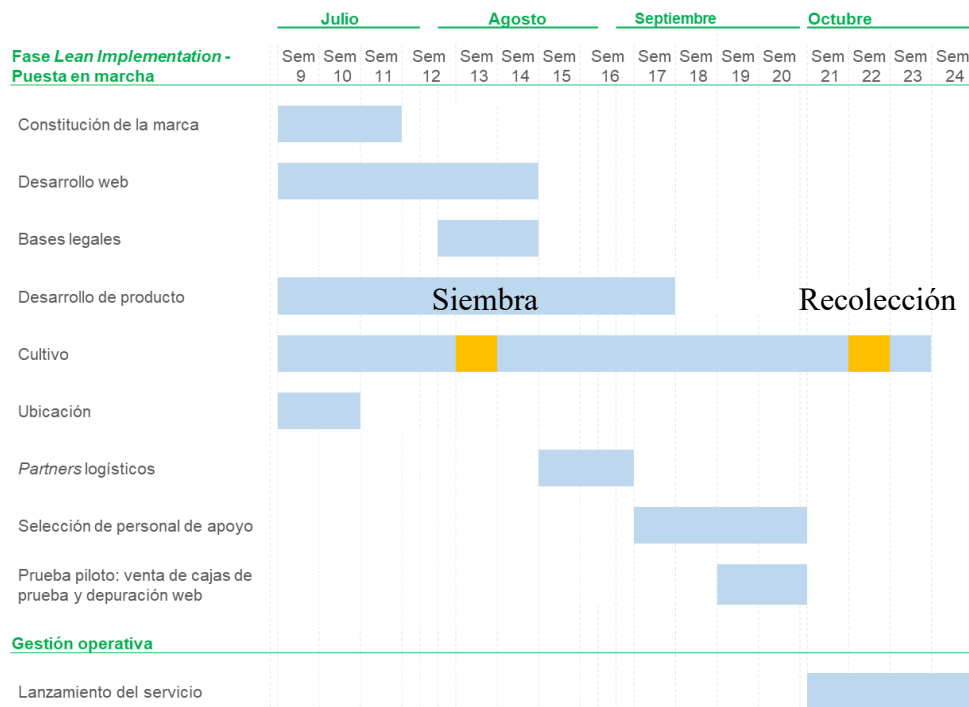 Julio Agosto Septiembre Octubre
Fase Lean Implementation - Sem Sem Sem Sem Sem Sem Sem Sem Sem Sem Sem Sem Sem Sem Sem Sem
Puesta en marcha 9 10 11 12 13 14 15 16 17 18 19 20 21 22 23 24
Constitución de la marca
Desarrollo web
Bases legales
Desarrollo de producto Siembra Recolección
Cultivo
Ubicación
Partners logísticos
Selección de personal de apoyo
Prueba piloto: venta de cajas de
prueba y depuración web
Gestión operativa
Lanzamiento del servicio